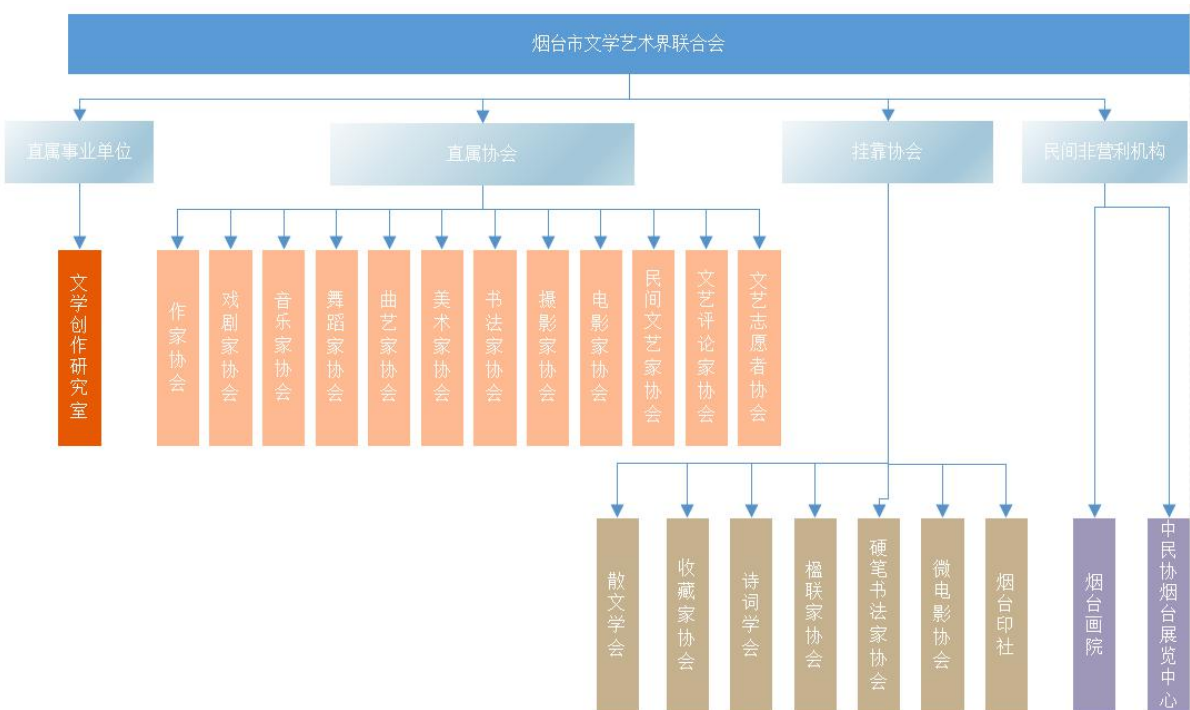 烟台市文学艺术界联合会
直属事业单位
直属协会
挂靠协会
民间非营利机构
文学创作研究室
作家协会
戏剧家协会
音乐家协会
舞蹈家协会
曲艺家协会
美术家协会
书法家协会
摄影家协会
电影家协会
民间文艺家协会
文艺评论家协会
文艺志愿者协会
散文学会
收藏家协会
诗词学会
楹联家协会
硬笔书法家协会
微电影协会
烟台印社
烟台画院
中民协烟台展览中心